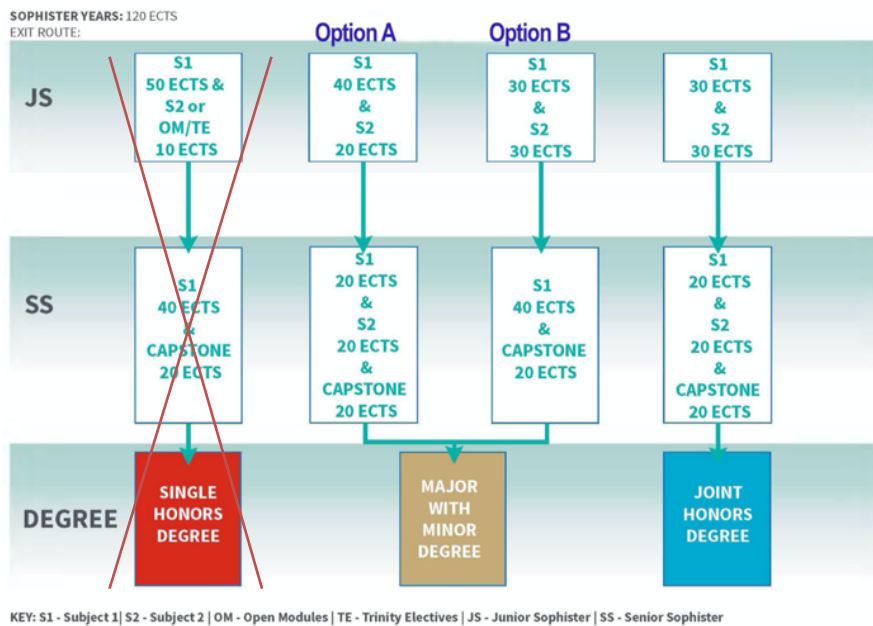 SOPHISTER YEARS: 120 ECTS
EXIT ROUTE:
Option A
Option B
JS
S1
50 ECTS &
S2 or
OM/TE
10 ECTS
S1
40 ECTS
&
S2
20 ECTS
S1
30 ECTS
&
S2
30 ECTS
S1
30 ECTS
&
S2
30 ECTS
SS
S1
40 ECTS
&
CAPSTONE
20 ECTS
S1
20 ECTS
&
S2
20 ECTS
&
CAPSTONE
20 ECTS
S1
40 ECTS
&
CAPSTONE
20 ECTS
S1
20 ECTS
&
S2
20 ECTS
&
CAPSTONE
20 ECTS
DEGREE
SINGLE
HONORS
DEGREE
MAJOR
WITH
MINOR
DEGREE
JOINT
HONORS
DEGREE
KEY: S1 - Subject 1| S2 - Subject 2 | OM - Open Modules | TE - Trinity Electives | JS - Junior Sophister | SS - Senior Sophister